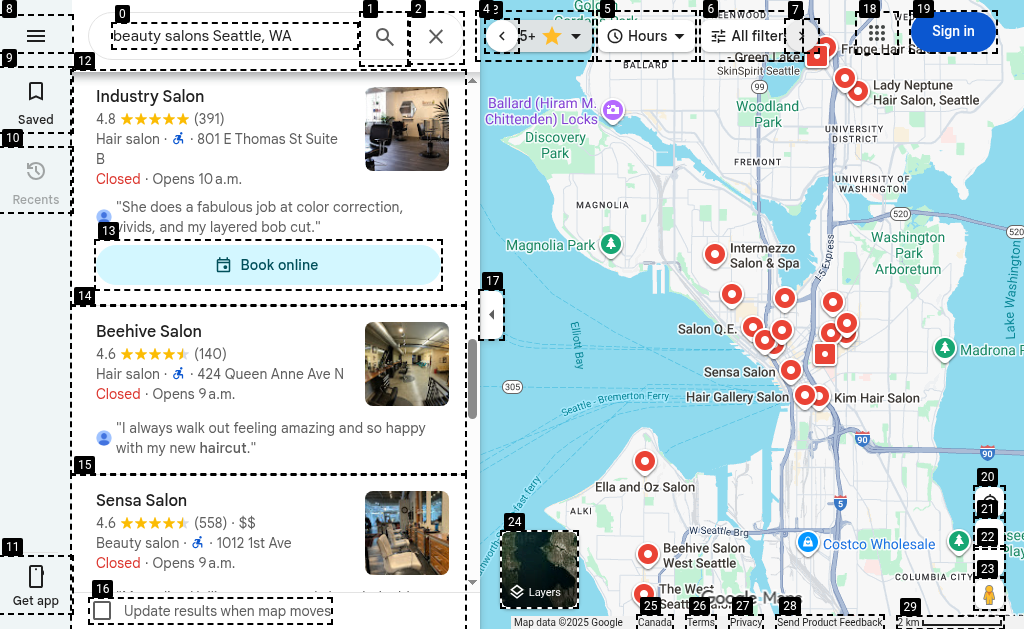 beauty salons Seattle, WA
Saved
Recents
Get app
Industry Salon
4.8 (391)
Hair salon · 801 E Thomas St Suite
B
Closed · Opens 10 a.m.
"She does a fabulous job at color correction,
vivids, and my layered bob cut."
Book online
Beehive Salon
4.6 (140)
Hair salon · 424 Queen Anne Ave N
Closed · Opens 9 a.m.
"I always walk out feeling amazing and so happy
with my new haircut."
Sensa Salon
4.6 (558) · $$
Beauty salon · 1012 1st Ave
Closed · Opens 9 a.m.
Update results when map moves
5+
Hours
All filters
Sign in
0
1
2
5
6
7
8
9
10
11
12
13
14
15
16
17
18
19
20
21
22
23
24
25
26
27
28
29
Green Lake
SkinSpirit Seattle
Fringe Hair
BALLARD
99
Lady Neptune
Hair Salon, Seattle
Ballard (Hiram M.
Chittenden) Locks
Woodland
Park
Discovery
Park
UNIVERSITY
DISTRICT
FREMONT
UNIVERSITY OF
WASHINGTON
MAGNOLIA
520
520
Magnolia Park
Washington
Park
Arboretum
Intermezzo
Salon & Spa
I-5 Express
Lake Washington
Salon Q.E.
Elliott Bay
Madrona P
Sensa Salon
305
Seattle - Bremerton Ferry
Hair Gallery Salon
Kim Hair Salon
90
90
Ella and Oz Salon
fast ferry
ALKI
5
W Seattle Brg
Costco Wholesale
Beehive Salon
West Seattle
COLUMBIA CITY
The West
Google Maps
Layers
Map data ©2025 Google
Canada
Terms
Privacy
Send Product Feedback
2 km